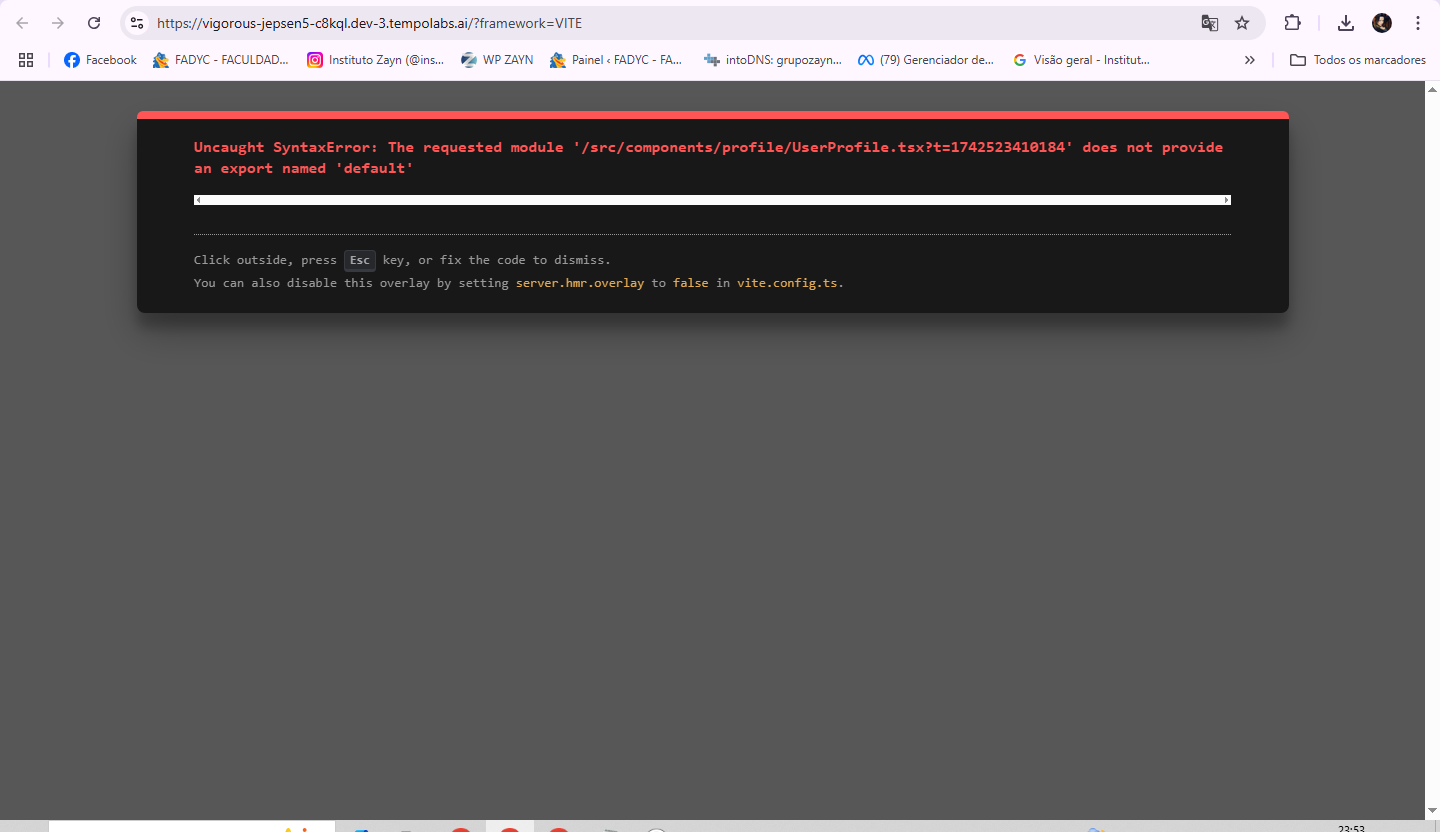 https://vigorous-jepsen5-c8kql.dev-3.tempolabs.ai/?framework=VITE
Facebook
FADYC - FACULDAD...
Instituto Zayn (@ins...
WP ZAYN
Painel ‹ FADYC - FA...
intoDNS: grupozayn...
(79) Gerenciador de...
Visão geral - Institut...
Todos os marcadores
Uncaught SyntaxError: The requested module '/src/components/profile/UserProfile.tsx?t=1742523410184' does not provide
an export named 'default'
Click outside, press Esc key, or fix the code to dismiss.
You can also disable this overlay by setting server.hmr.overlay to false in vite.config.ts.
23:53